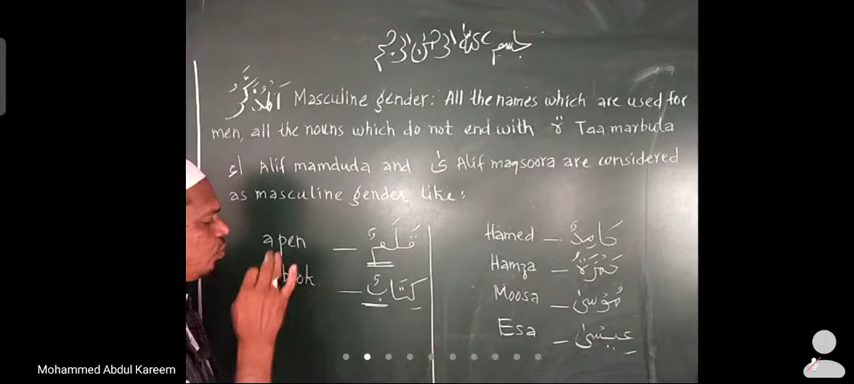 بسم الله الرحمن الرحيم
اَلْمُذَكَّرُ Masculine gender: All the names which are used for
men, all the nouns which do not end with ة Taa marbuta
اء Alif mamduda and ىٰ Alif maqsoora are considered
as masculine gender like:
a pen — قَلَمٌ
book — كِتَابٌ
Hamed — حَامِدٌ
Hamza — حَمْزَةُ
Moosa — مُوْسىٰ
Esa — عِيْسىٰ
Mohammed Abdul Kareem